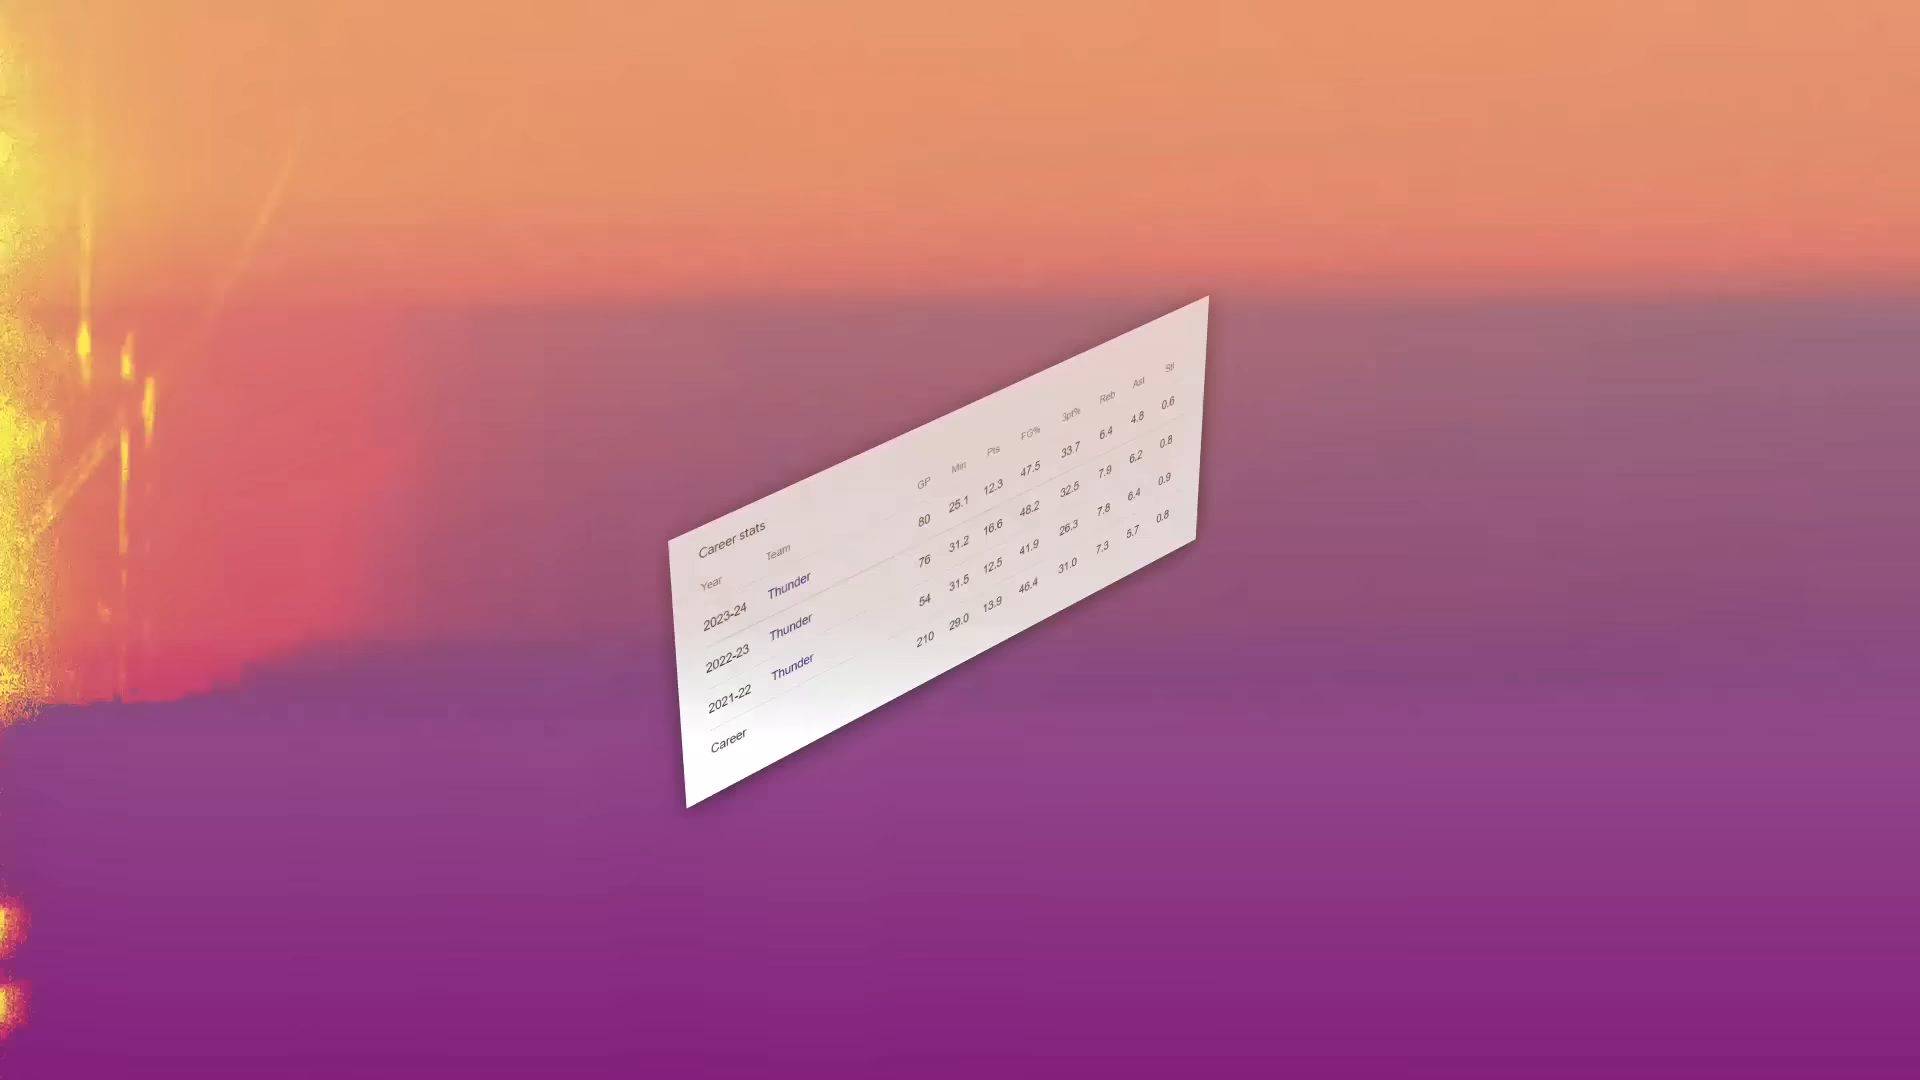 Career stats
Year Team GP Min Pts FG% 3pt% Reb Ast Stl
2023-24 Thunder 80 25.1 12.3 47.5 33.7 6.4 4.8 0.6
2022-23 Thunder 76 31.2 16.6 48.2 32.5 7.9 6.2 0.8
2021-22 Thunder 54 31.5 12.5 41.9 26.3 7.8 6.4 0.9
Career 210 29.0 13.9 46.4 31.0 7.3 5.7 0.8